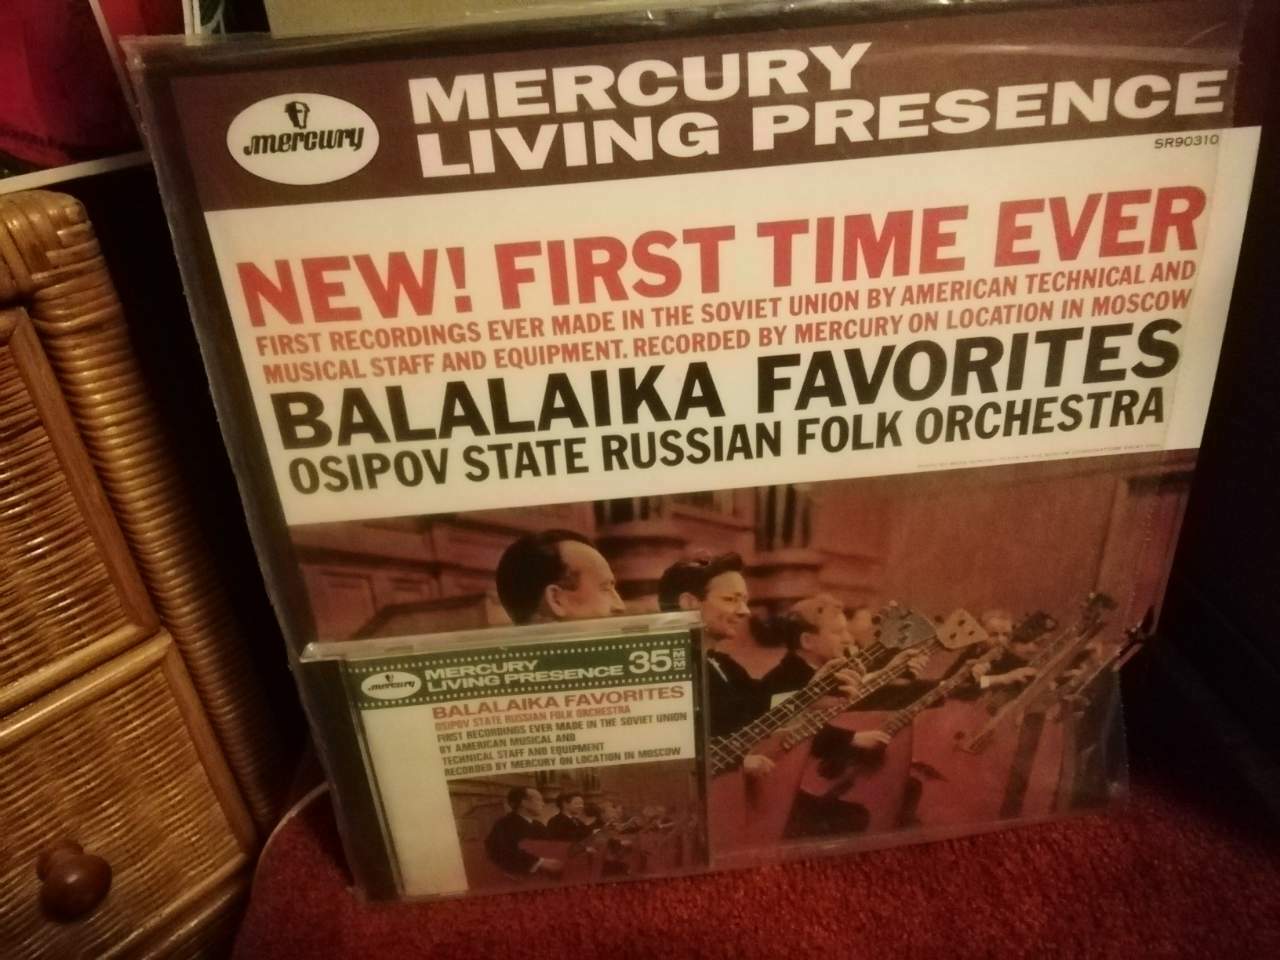 mercury
MERCURY
LIVING PRESENCE
SR90310
NEW! FIRST TIME EVER
FIRST RECORDINGS EVER MADE IN THE SOVIET UNION BY AMERICAN TECHNICAL AND
MUSICAL STAFF AND EQUIPMENT. RECORDED BY MERCURY ON LOCATION IN MOSCOW
BALALAIKA FAVORITES
OSIPOV STATE RUSSIAN FOLK ORCHESTRA
mercury
MERCURY
LIVING PRESENCE 35MM
BALALAIKA FAVORITES
OSIPOV STATE RUSSIAN FOLK ORCHESTRA
FIRST RECORDINGS EVER MADE IN THE SOVIET UNION
BY AMERICAN MUSICAL AND
TECHNICAL STAFF AND EQUIPMENT
RECORDED BY MERCURY ON LOCATION IN MOSCOW